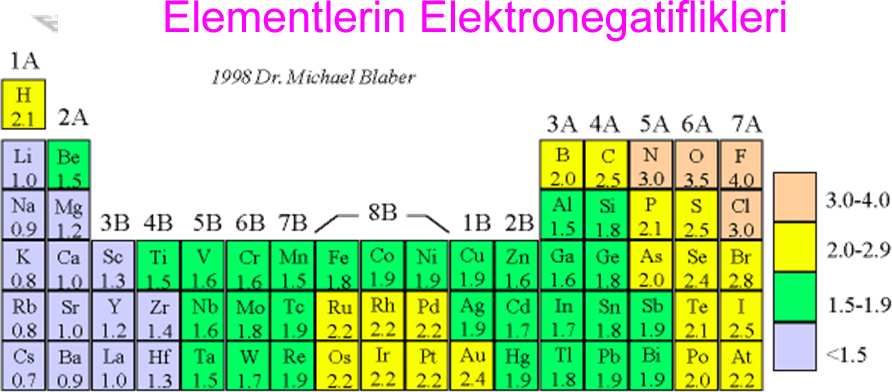 Elementlerin Elektronegatiflikleri
1998 Dr. Michael Blaber
1A
H
2.1
2A
3A 4A 5A 6A 7A
Li Be B C N O F
1.0 1.5 2.0 2.5 3.0 3.5 4.0
3.0-4.0
Na Mg Al Si P S Cl
0.9 1.2 1.5 1.8 2.1 2.5 3.0
3B 4B 5B 6B 7B 8B 1B 2B
2.0-2.9
K Ca Sc Ti V Cr Mn Fe Co Ni Cu Zn Ga Ge As Se Br
0.8 1.0 1.3 1.5 1.6 1.6 1.5 1.8 1.9 1.9 1.9 1.6 1.6 1.8 2.0 2.4 2.8
1.5-1.9
Rb Sr Y Zr Nb Mo Tc Ru Rh Pd Ag Cd In Sn Sb Te I
0.8 1.0 1.2 1.4 1.6 1.8 1.9 2.2 2.2 2.2 1.9 1.7 1.7 1.8 1.9 2.1 2.5
<1.5
Cs Ba La Hf Ta W Re Os Ir Pt Au Hg Tl Pb Bi Po At
0.7 0.9 1.0 1.3 1.5 1.7 1.9 2.2 2.2 2.2 2.4 1.9 1.8 1.9 1.9 2.0 2.2